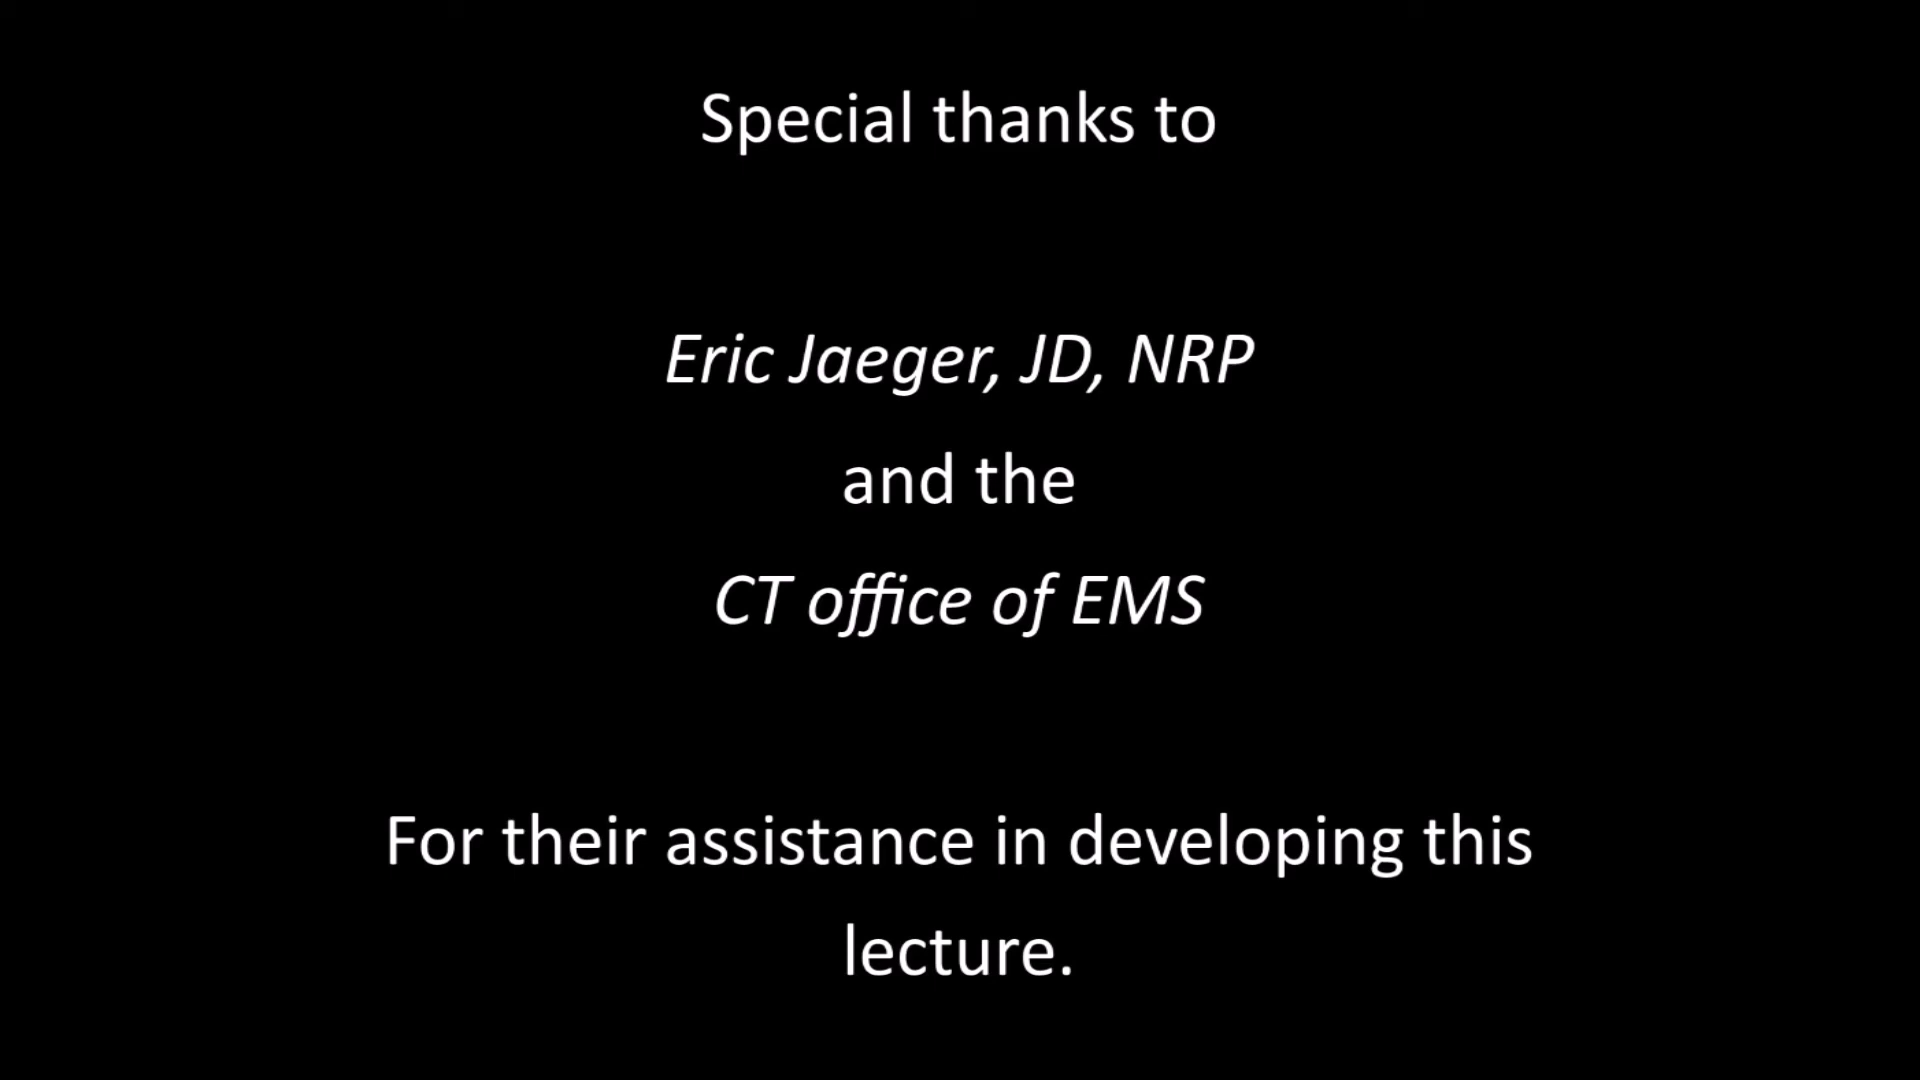 Special thanks to
Eric Jaeger, JD, NRP
and the
CT office of EMS
For their assistance in developing this
lecture.